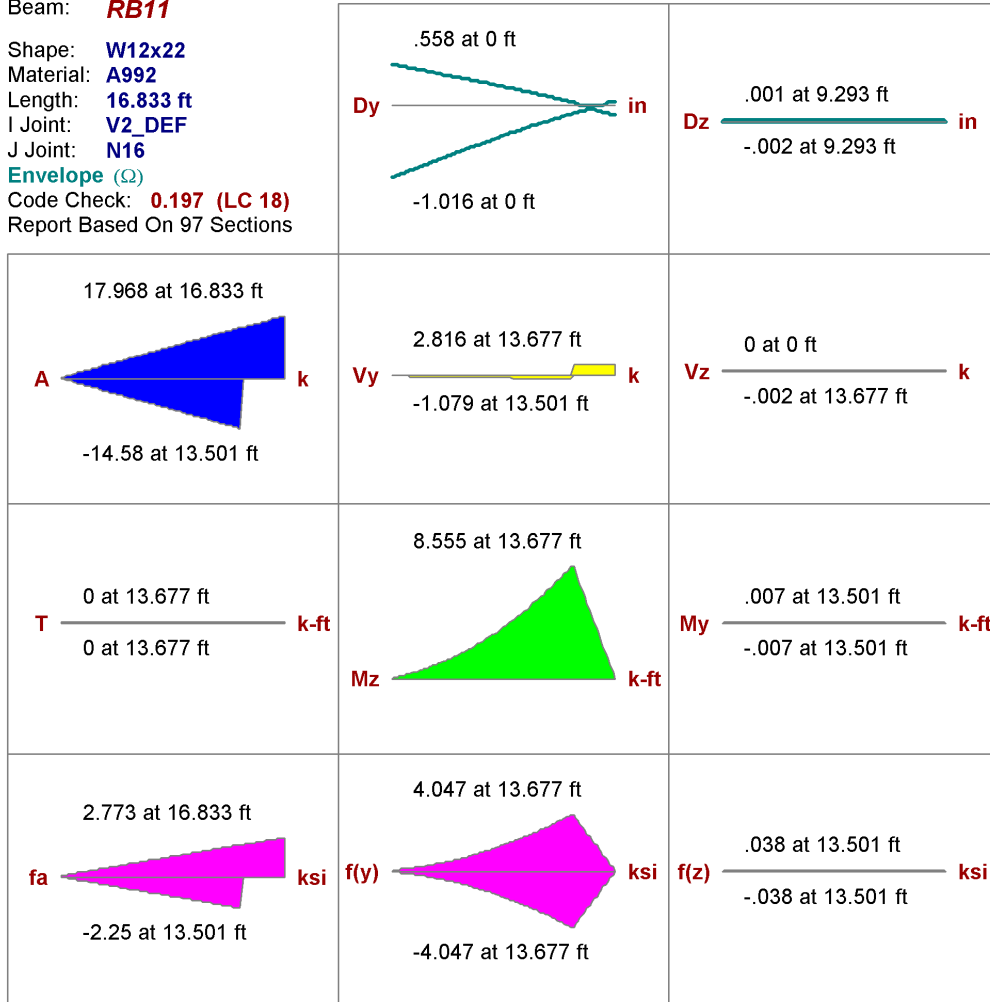 Beam: RB11
Shape: W12x22
Material: A992
Length: 16.833 ft
I Joint: V2_DEF
J Joint: N16
Envelope (Ω)
Code Check: 0.197 (LC 18)
Report Based On 97 Sections
.558 at 0 ft
Dy in
-1.016 at 0 ft
.001 at 9.293 ft
Dz in
-.002 at 9.293 ft
17.968 at 16.833 ft
A k
-14.58 at 13.501 ft
2.816 at 13.677 ft
Vy k
-1.079 at 13.501 ft
0 at 0 ft
Vz k
-.002 at 13.677 ft
0 at 13.677 ft
T k-ft
0 at 13.677 ft
8.555 at 13.677 ft
Mz k-ft
.007 at 13.501 ft
My k-ft
-.007 at 13.501 ft
2.773 at 16.833 ft
fa ksi
-2.25 at 13.501 ft
4.047 at 13.677 ft
f(y) ksi
-4.047 at 13.677 ft
.038 at 13.501 ft
f(z) ksi
-.038 at 13.501 ft